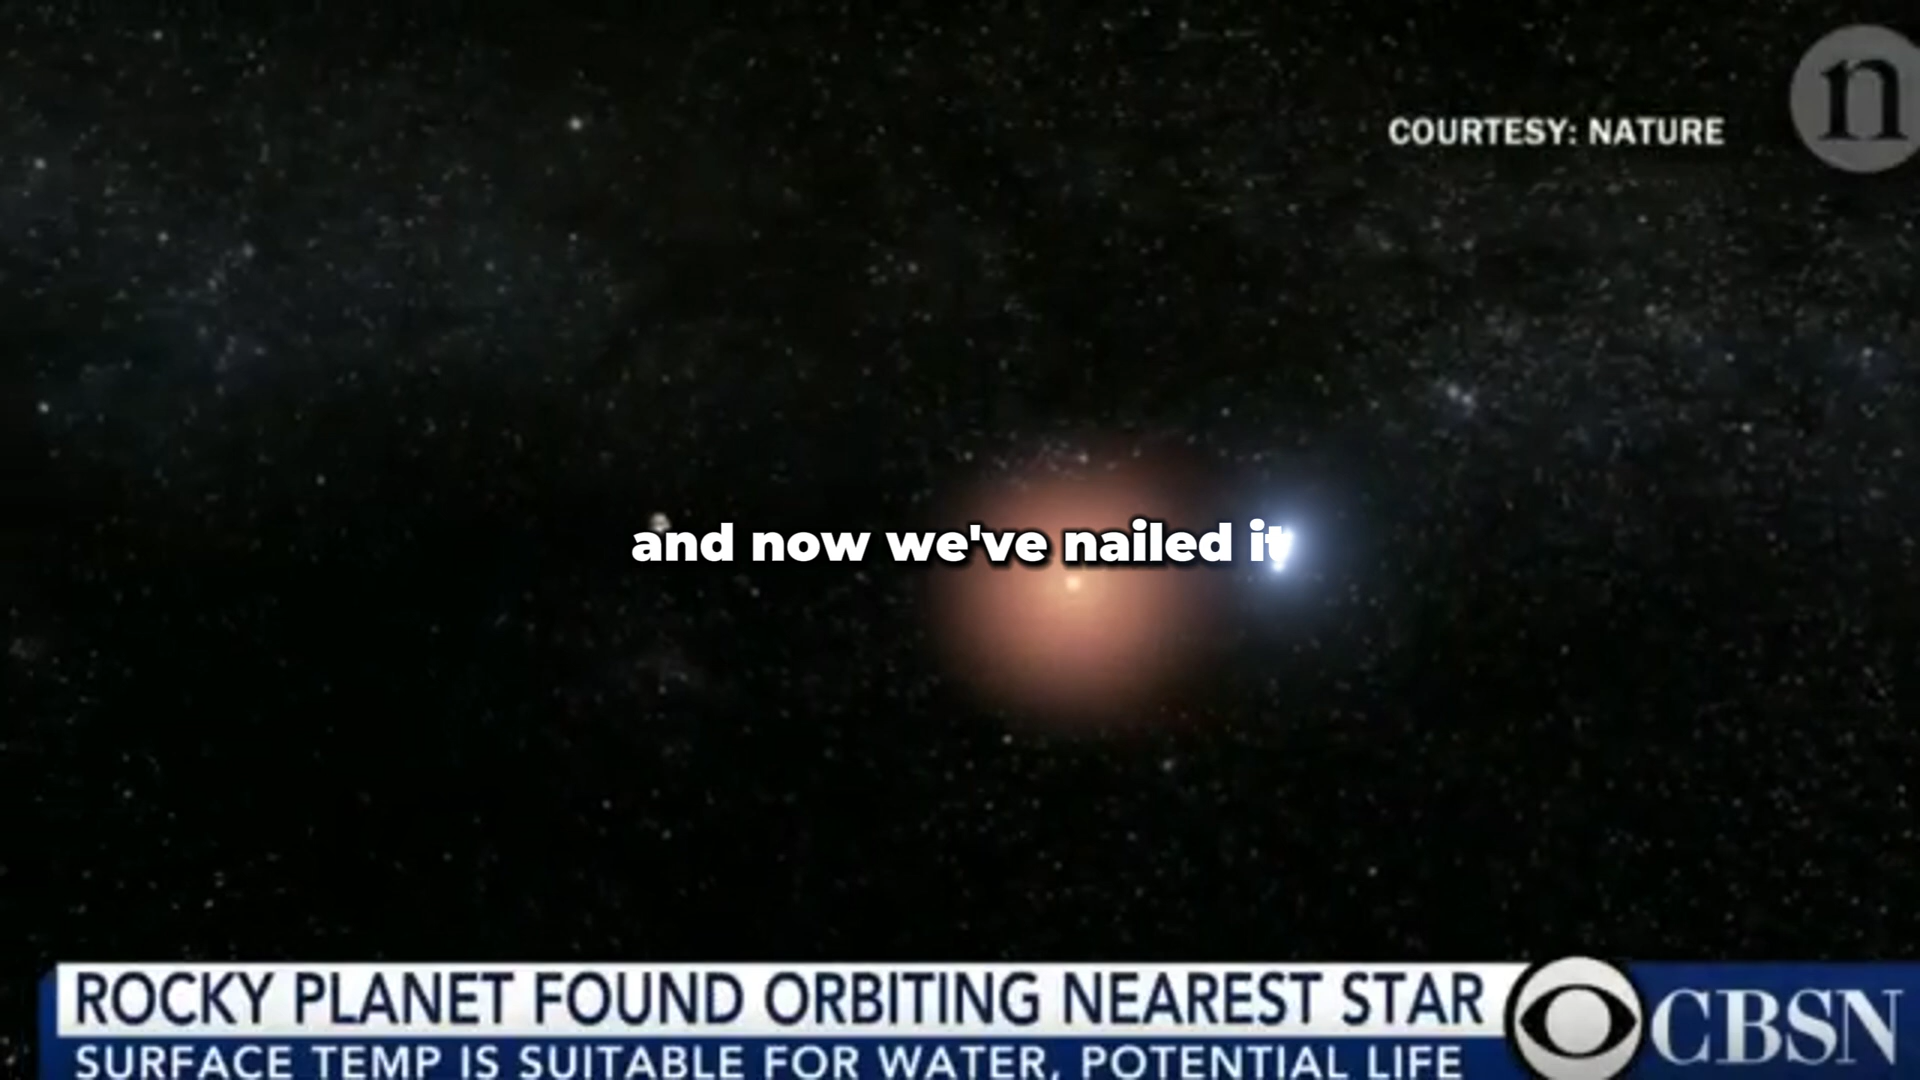 n
COURTESY: NATURE
and now we've nailed it
ROCKY PLANET FOUND ORBITING NEAREST STAR
CBSN
SURFACE TEMP IS SUITABLE FOR WATER, POTENTIAL LIFE